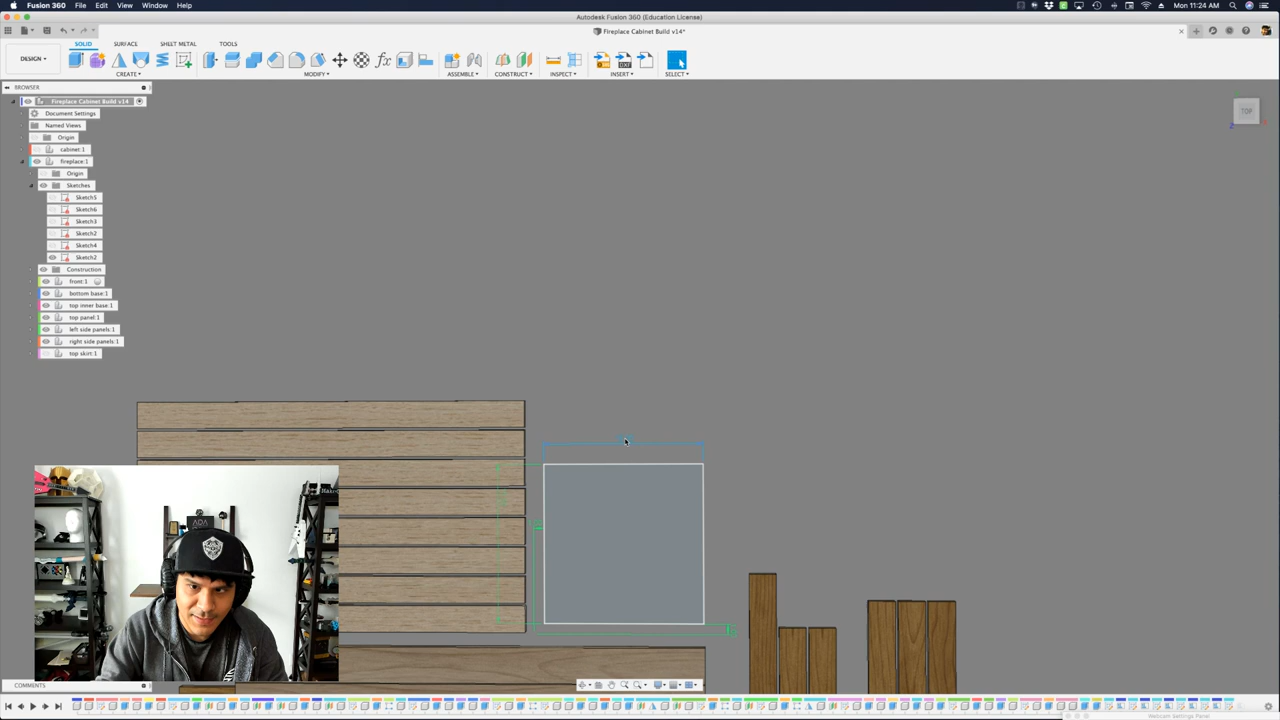 Fusion 360 File Edit View Window Help
Mon 11:24 AM
Autodesk Fusion 360 (Education License)
Fireplace Cabinet Build v14*
SOLID SURFACE SHEET METAL TOOLS
DESIGN
CREATE MODIFY ASSEMBLE CONSTRUCT INSPECT INSERT SELECT
BROWSER
Fireplace Cabinet Build v14
Document Settings
Named Views
Origin
cabinet:1
fireplace:1
Origin
Sketches
Sketch5
Sketch6
Sketch3
Sketch2
Sketch4
Sketch2
Construction
front:1
bottom base:1
top inner base:1
top panel:1
left side panels:1
right side panels:1
top skirt:1
TOP
Z
ADA
COMMENTS
Webcam Settings Panel